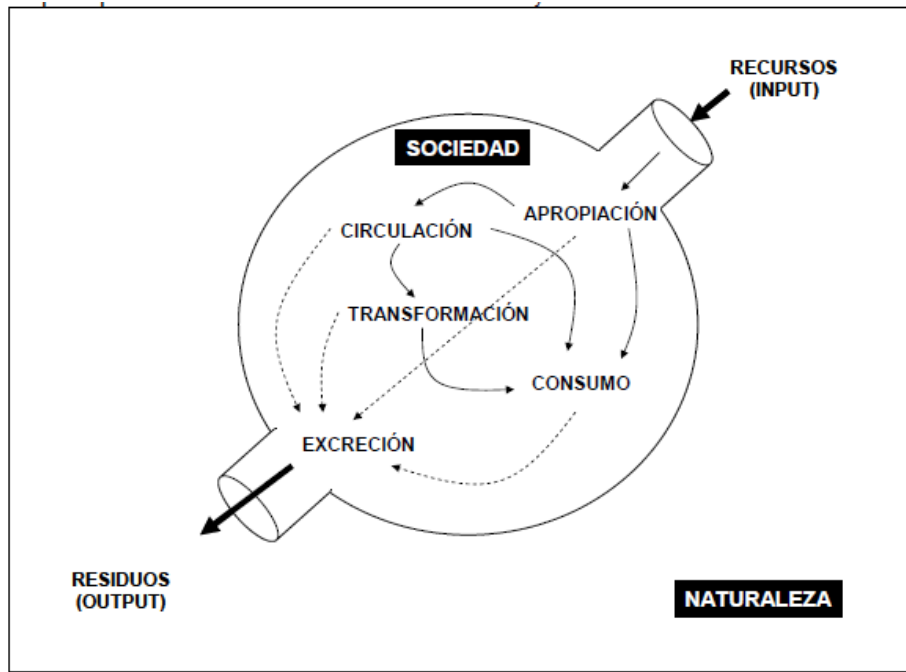 RECURSOS
(INPUT)
SOCIEDAD
APROPIACIÓN
CIRCULACIÓN
TRANSFORMACIÓN
CONSUMO
EXCRECIÓN
RESIDUOS
(OUTPUT)
NATURALEZA